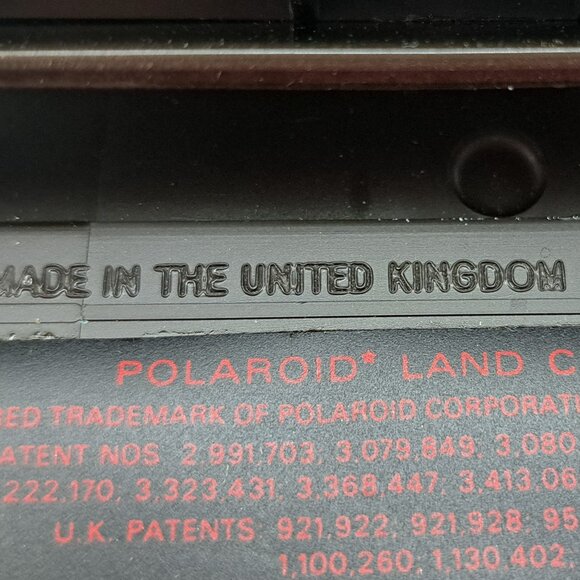 MADE IN THE UNITED KINGDOM
POLAROID* LAND C
RED TRADEMARK OF POLAROID CORPORATI
ATENT NOS 2,991,703, 3,079,849, 3,080
,222,170, 3,323,431, 3,368,447, 3,413,06
U.K. PATENTS 921,922, 921,928 95
1,100,260, 1,130,402,